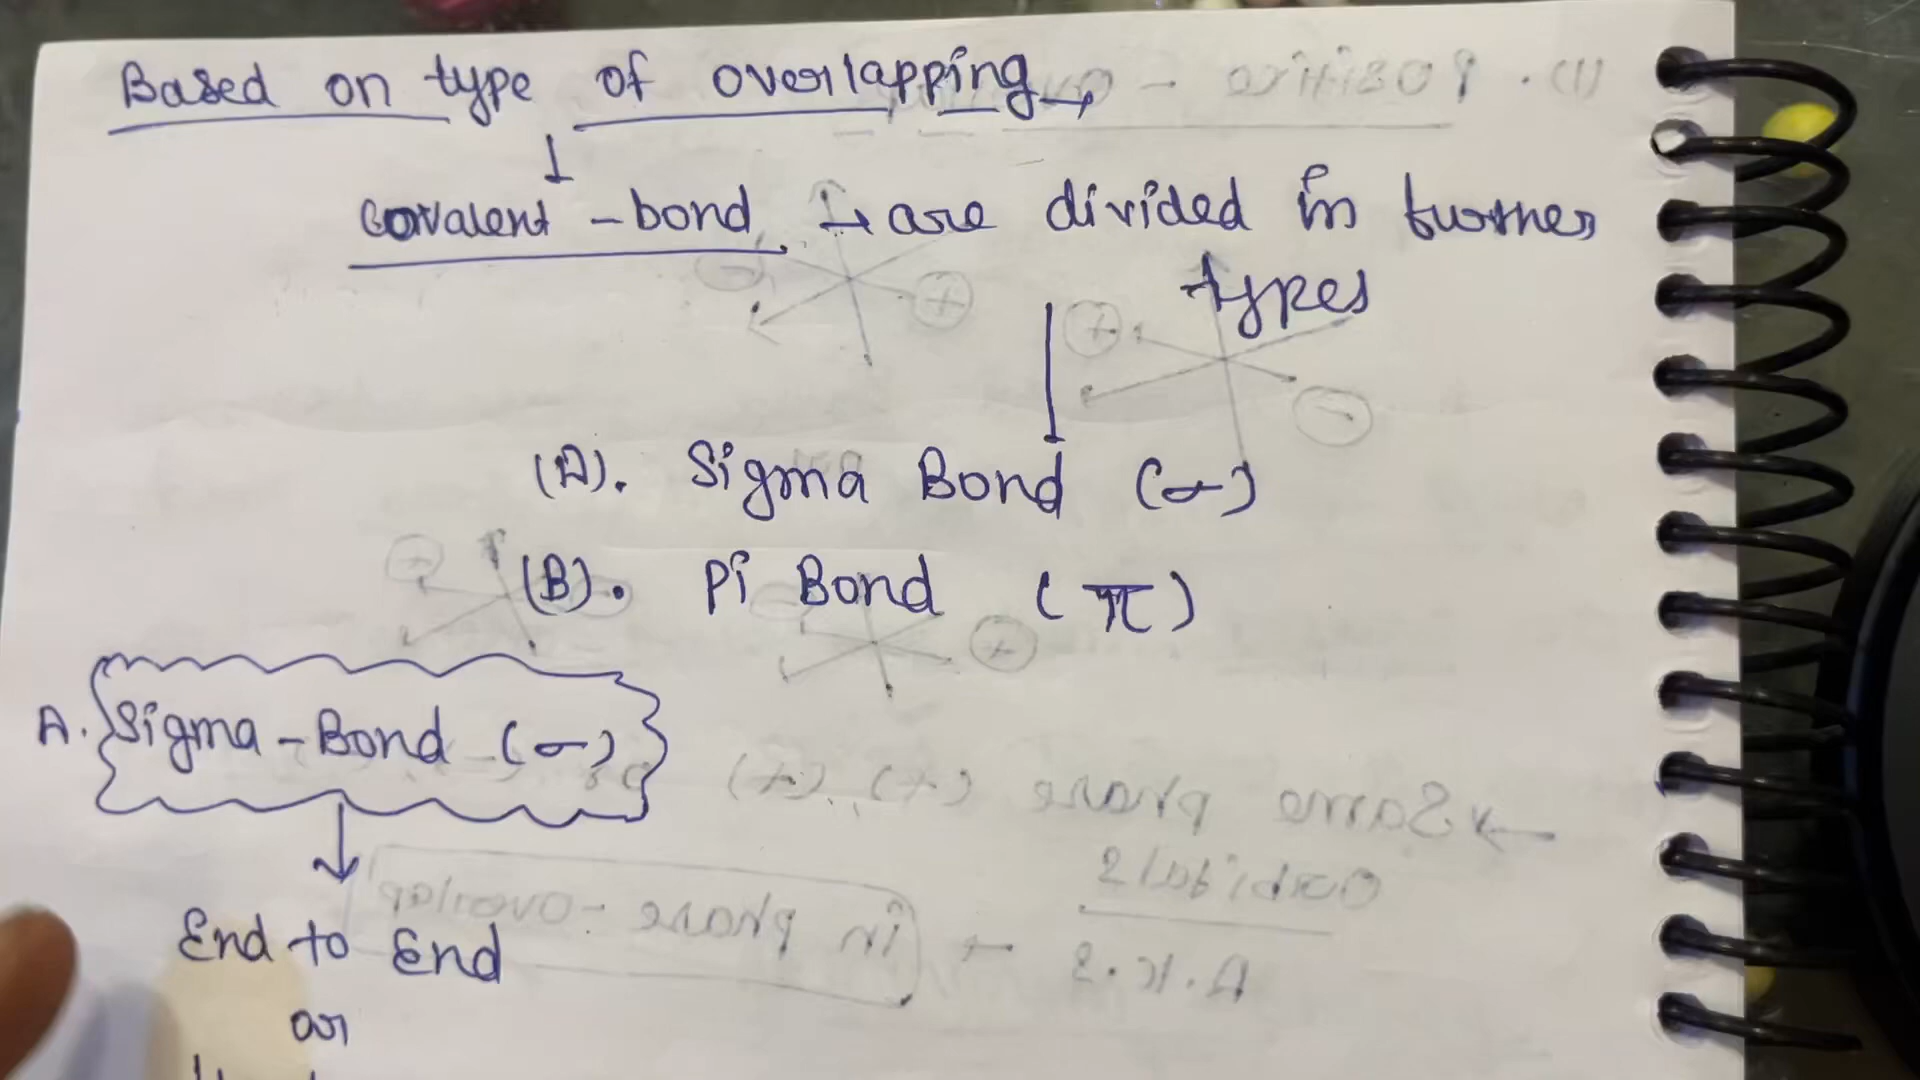 Based on type of overlapping →
↓
Covalent - bond → are divided in further
types
(A). Sigma Bond (σ)
(B). Pi Bond (π)
A. Sigma - Bond (σ)
End to End
or